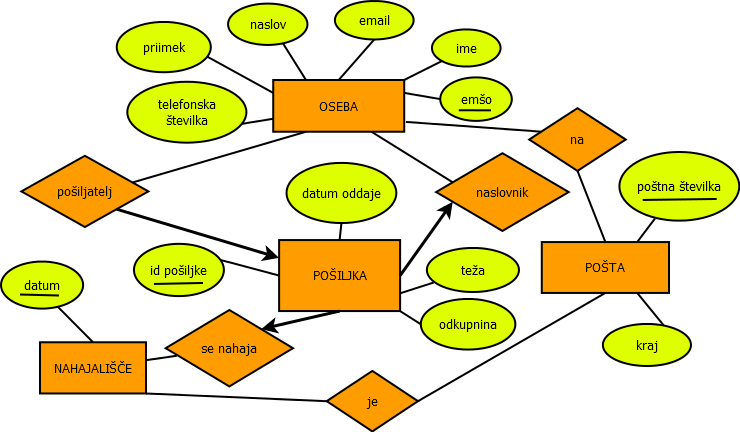 email
naslov
priimek
ime
telefonska
številka
OSEBA
emšo
na
pošiljatelj
datum oddaje
naslovnik
poštna številka
id pošiljke
POŠILJKA
teža
POŠTA
datum
odkupnina
se nahaja
kraj
NAHAJALIŠČE
je